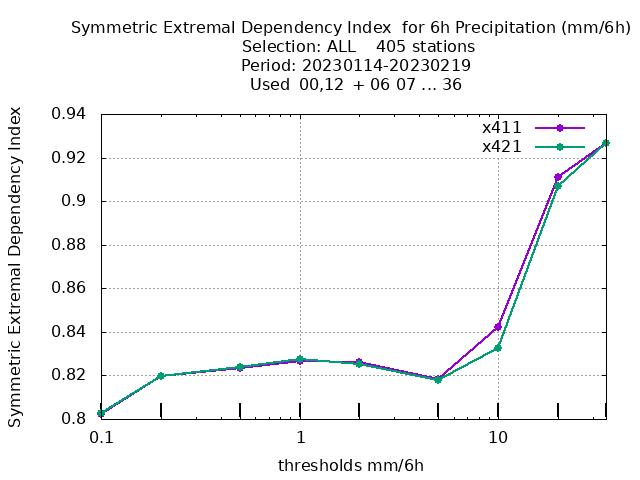 Symmetric Extremal Dependency Index  for 6h Precipitation (mm/6h)
Selection: ALL    405 stations
Period: 20230114-20230219
Used  00,12  + 06 07 ... 36
Symmetric Extremal Dependency Index
0.94
0.92
0.9
0.88
0.86
0.84
0.82
0.8
x411
x421
0.1
1
10
thresholds mm/6h